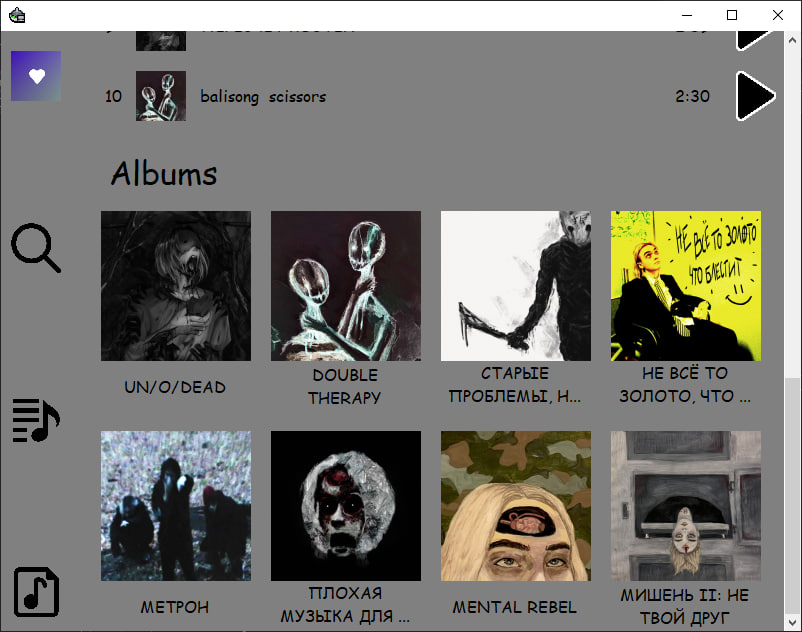 10 balisong scissors 2:30
Albums
НЕ ВСЁ ТО ЗОЛОТО
ЧТО БЛЕСТИТ
UN/O/DEAD
DOUBLE
THERAPY
СТАРЫЕ
ПРОБЛЕМЫ, Н...
НЕ ВСЁ ТО
ЗОЛОТО, ЧТО ...
МЕТРОН
ПЛОХАЯ
МУЗЫКА ДЛЯ ...
MENTAL REBEL
МИШЕНЬ II: НЕ
ТВОЙ ДРУГ